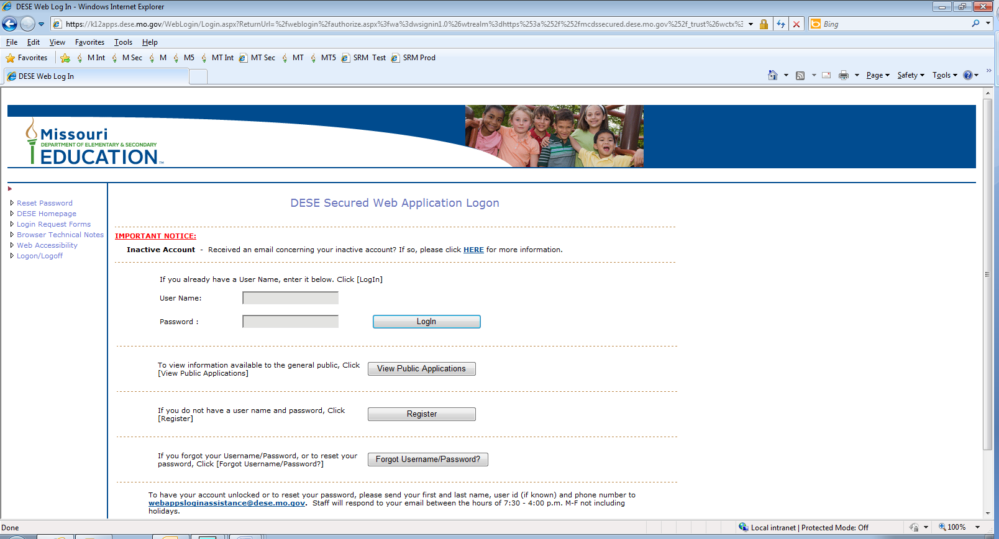 DESE Web Log In - Windows Internet Explorer
https://k12apps.dese.mo.gov/WebLogin/Login.aspx?ReturnUrl=%2fweblogin%2fauthorize.aspx%3fwa%3dwsignin1.0%26wtrealm%3dhttps%253a%252f%252fmcdssecured.dese.mo.gov%252f_trust%26wctx%3
Bing
File Edit View Favorites Tools Help
Favorites M Int M Sec M M5 MT Int MT Sec MT MT5 SRM Test SRM Prod
DESE Web Log In
Page Safety Tools
Missouri
DEPARTMENT OF ELEMENTARY & SECONDARY
EDUCATION™
Reset Password
DESE Homepage
Login Request Forms
Browser Technical Notes
Web Accessibility
Logon/Logoff
DESE Secured Web Application Logon
IMPORTANT NOTICE:
Inactive Account - Received an email concerning your inactive account? If so, please click HERE for more information.
If you already have a User Name, enter it below. Click [LogIn]
User Name:
Password :
LogIn
To view information available to the general public, Click
[View Public Applications]
View Public Applications
If you do not have a user name and password, Click
[Register]
Register
If you forgot your Username/Password, or to reset your
password, Click [Forgot Username/Password?]
Forgot Username/Password?
To have your account unlocked or to reset your password, please send your first and last name, user id (if known) and phone number to
webappsloginassistance@dese.mo.gov. Staff will respond to your email between the hours of 7:30 - 4:00 p.m. M-F not including
holidays.
Done
Local intranet | Protected Mode: Off
100%